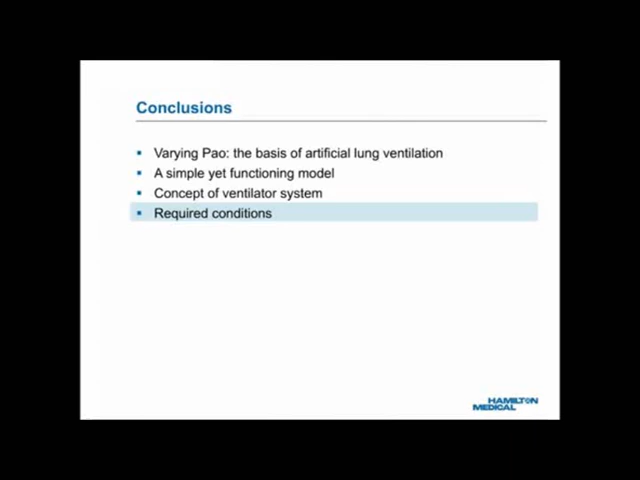 Conclusions
▪ Varying Pao: the basis of artificial lung ventilation
▪ A simple yet functioning model
▪ Concept of ventilator system
▪ Required conditions
HAMILTON
MEDICAL